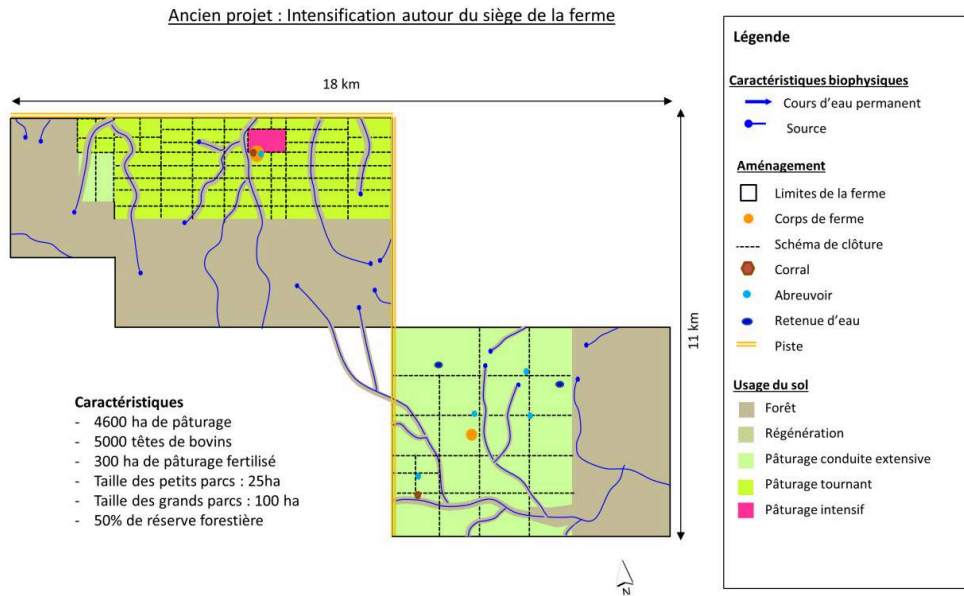 Ancien projet : Intensification autour du siège de la ferme
18 km
11 km
Caractéristiques
- 4600 ha de pâturage
- 5000 têtes de bovins
- 300 ha de pâturage fertilisé
- Taille des petits parcs : 25ha
- Taille des grands parcs : 100 ha
- 50% de réserve forestière
N
Légende
Caractéristiques biophysiques
Cours d'eau permanent
Source
Aménagement
Limites de la ferme
Corps de ferme
Schéma de clôture
Corral
Abreuvoir
Retenue d'eau
Piste
Usage du sol
Forêt
Régénération
Pâturage conduite extensive
Pâturage tournant
Pâturage intensif